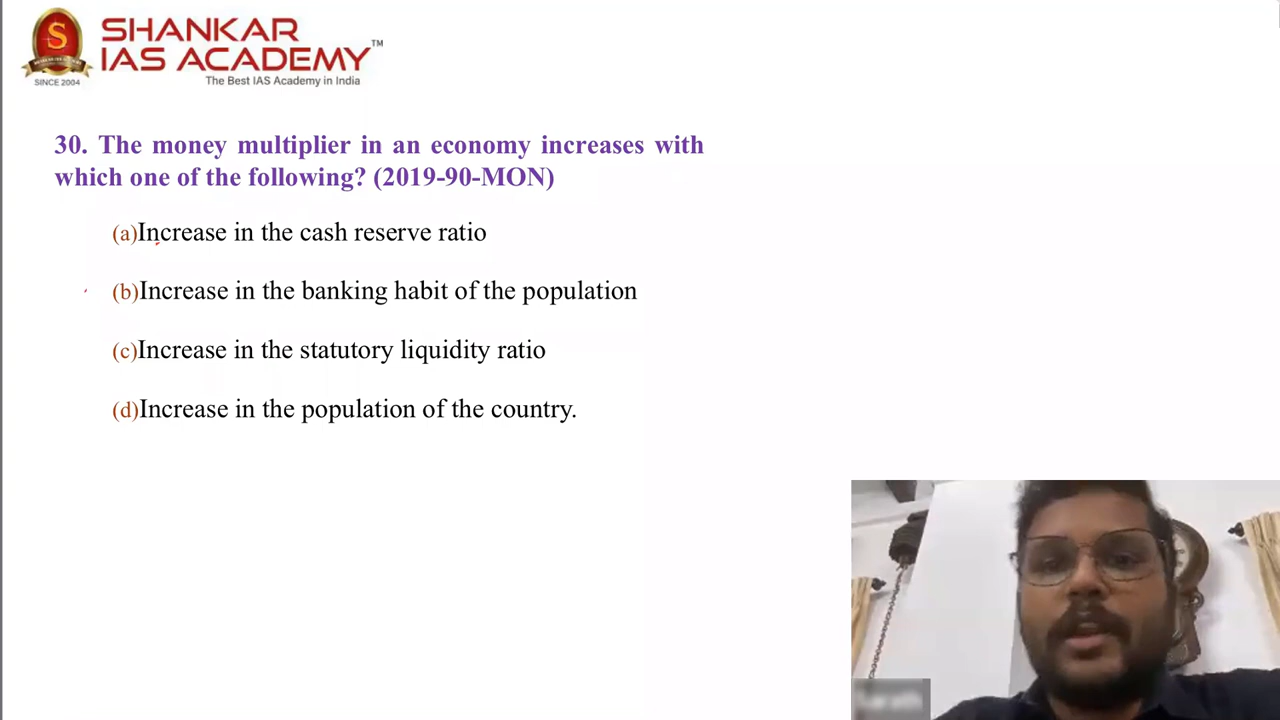 SHANKAR
IAS ACADEMY™
The Best IAS Academy in India
SINCE 2004
30. The money multiplier in an economy increases with
which one of the following? (2019-90-MON)
(a)Increase in the cash reserve ratio
(b)Increase in the banking habit of the population
(c)Increase in the statutory liquidity ratio
(d)Increase in the population of the country.